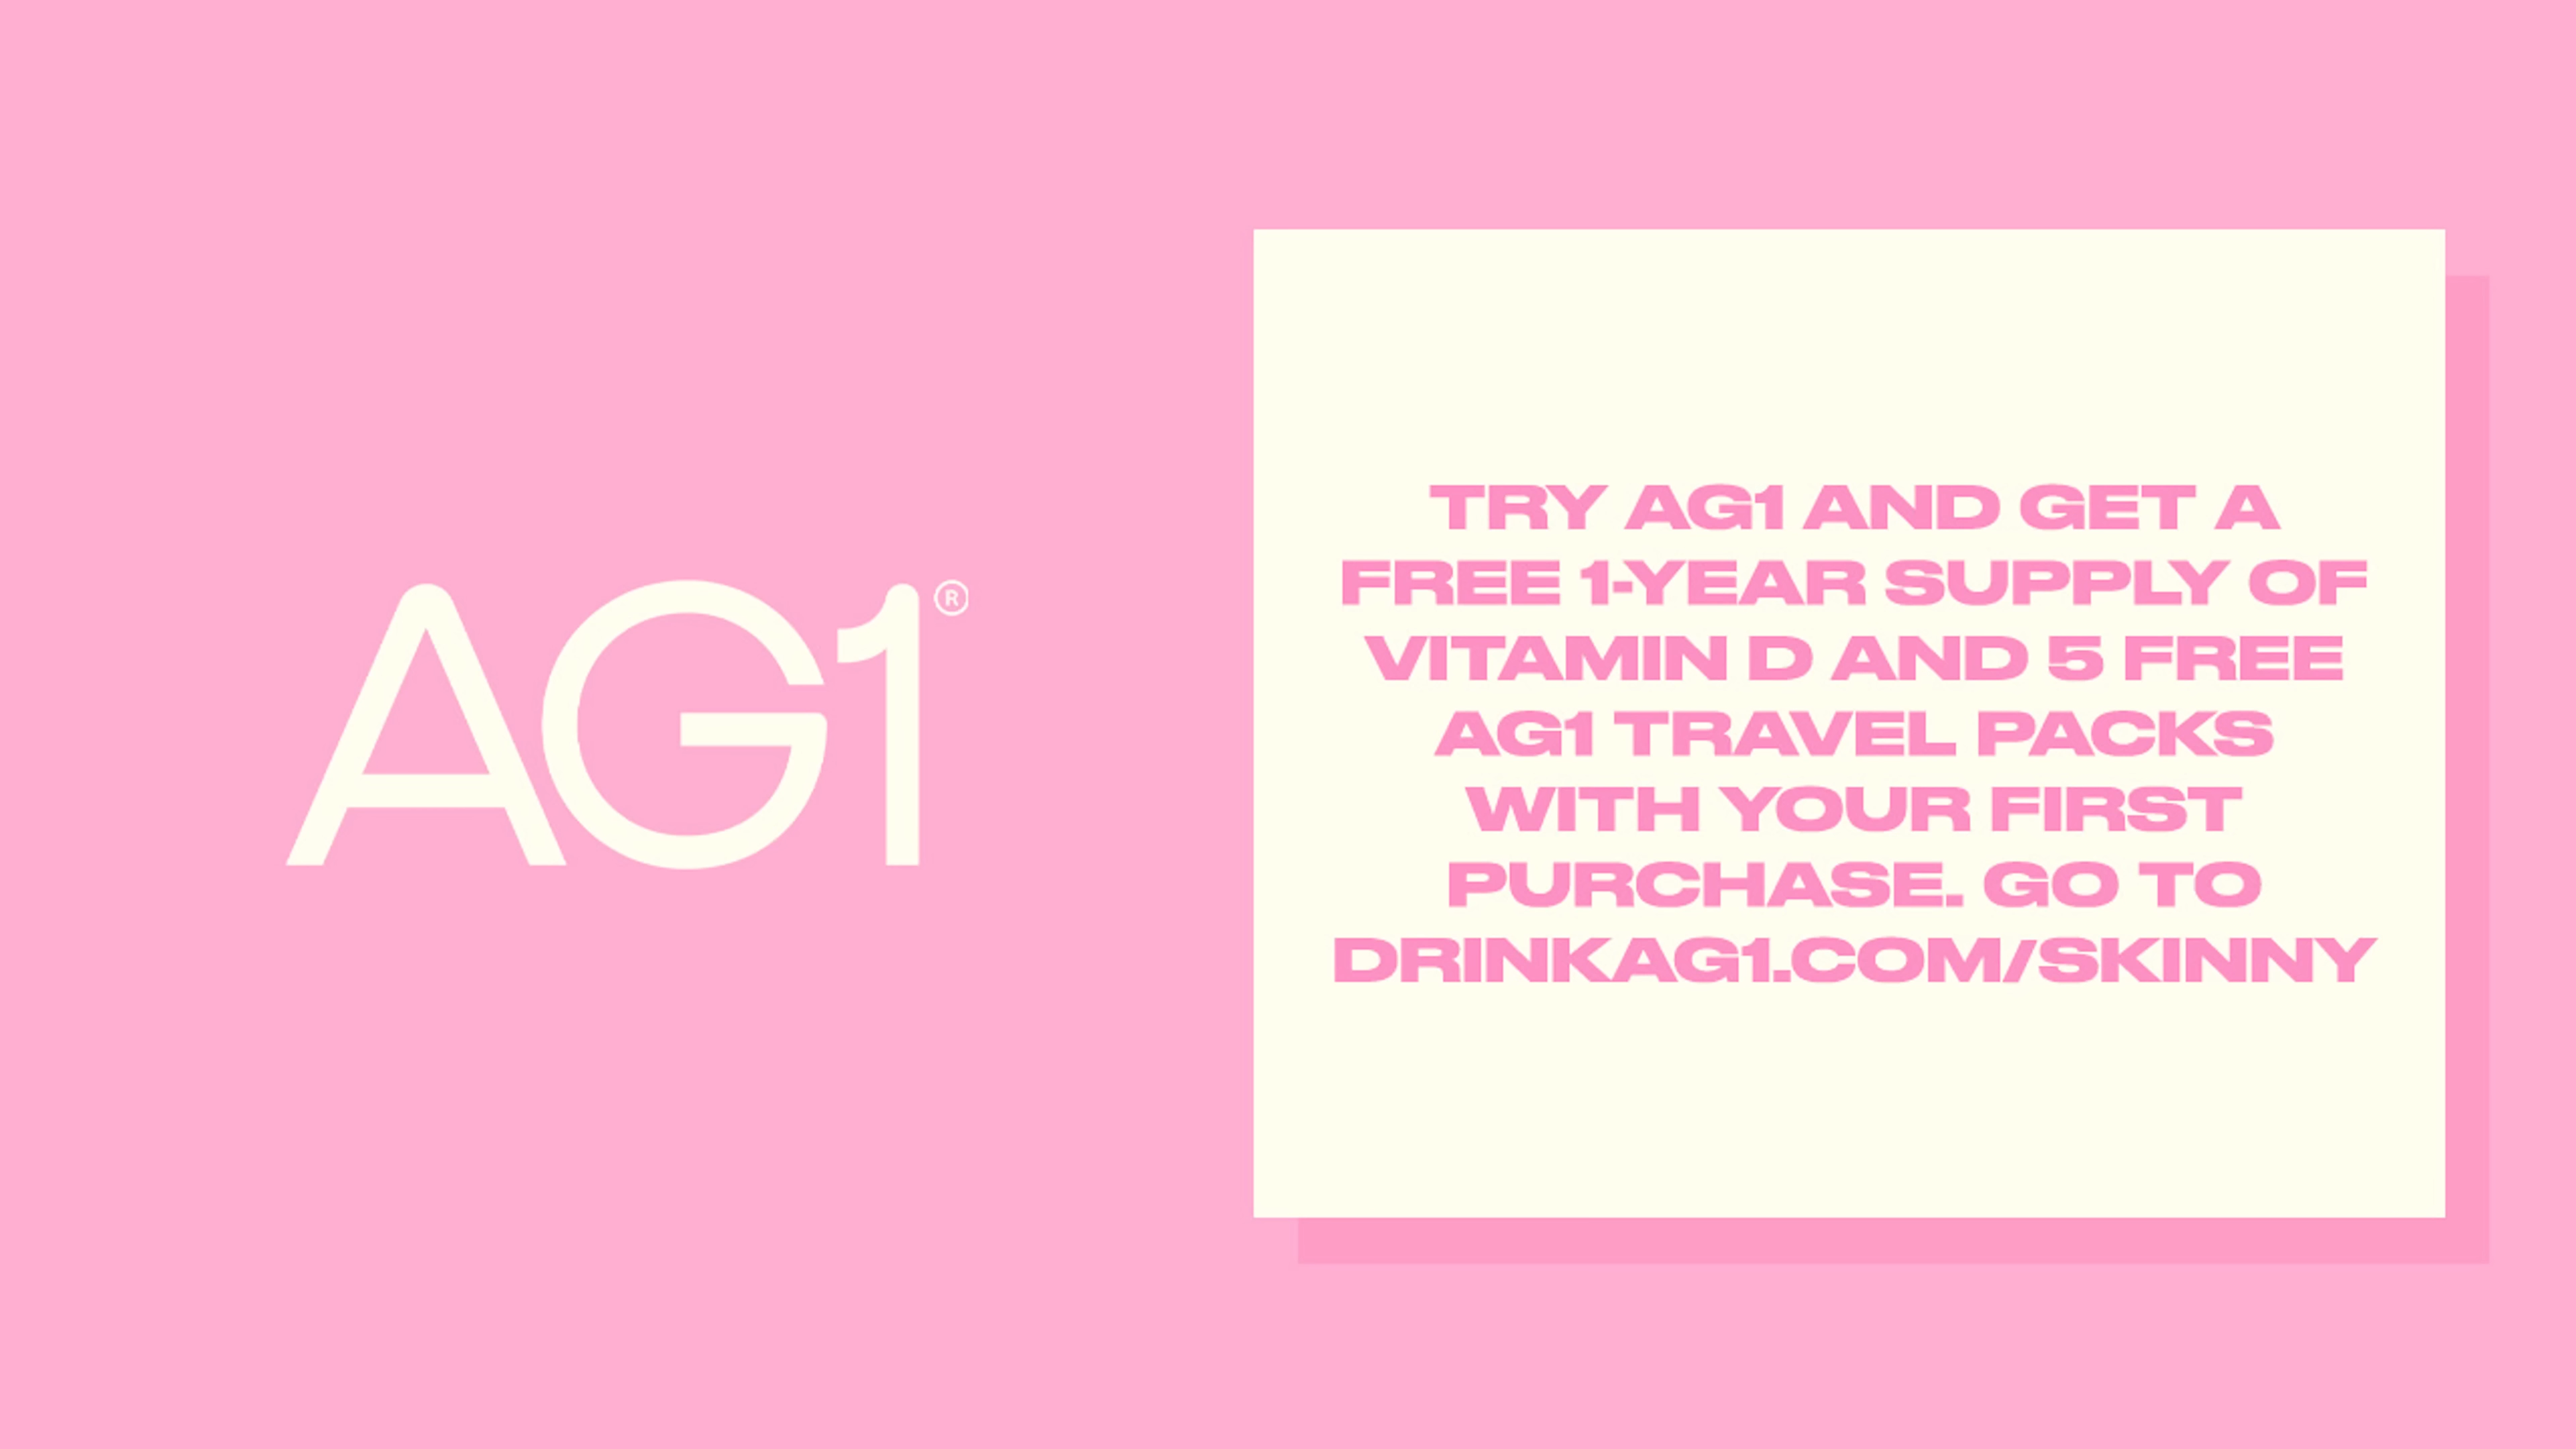 AG1®
TRY AG1 AND GET A
FREE 1-YEAR SUPPLY OF
VITAMIN D AND 5 FREE
AG1 TRAVEL PACKS
WITH YOUR FIRST
PURCHASE. GO TO
DRINKAG1.COM/SKINNY